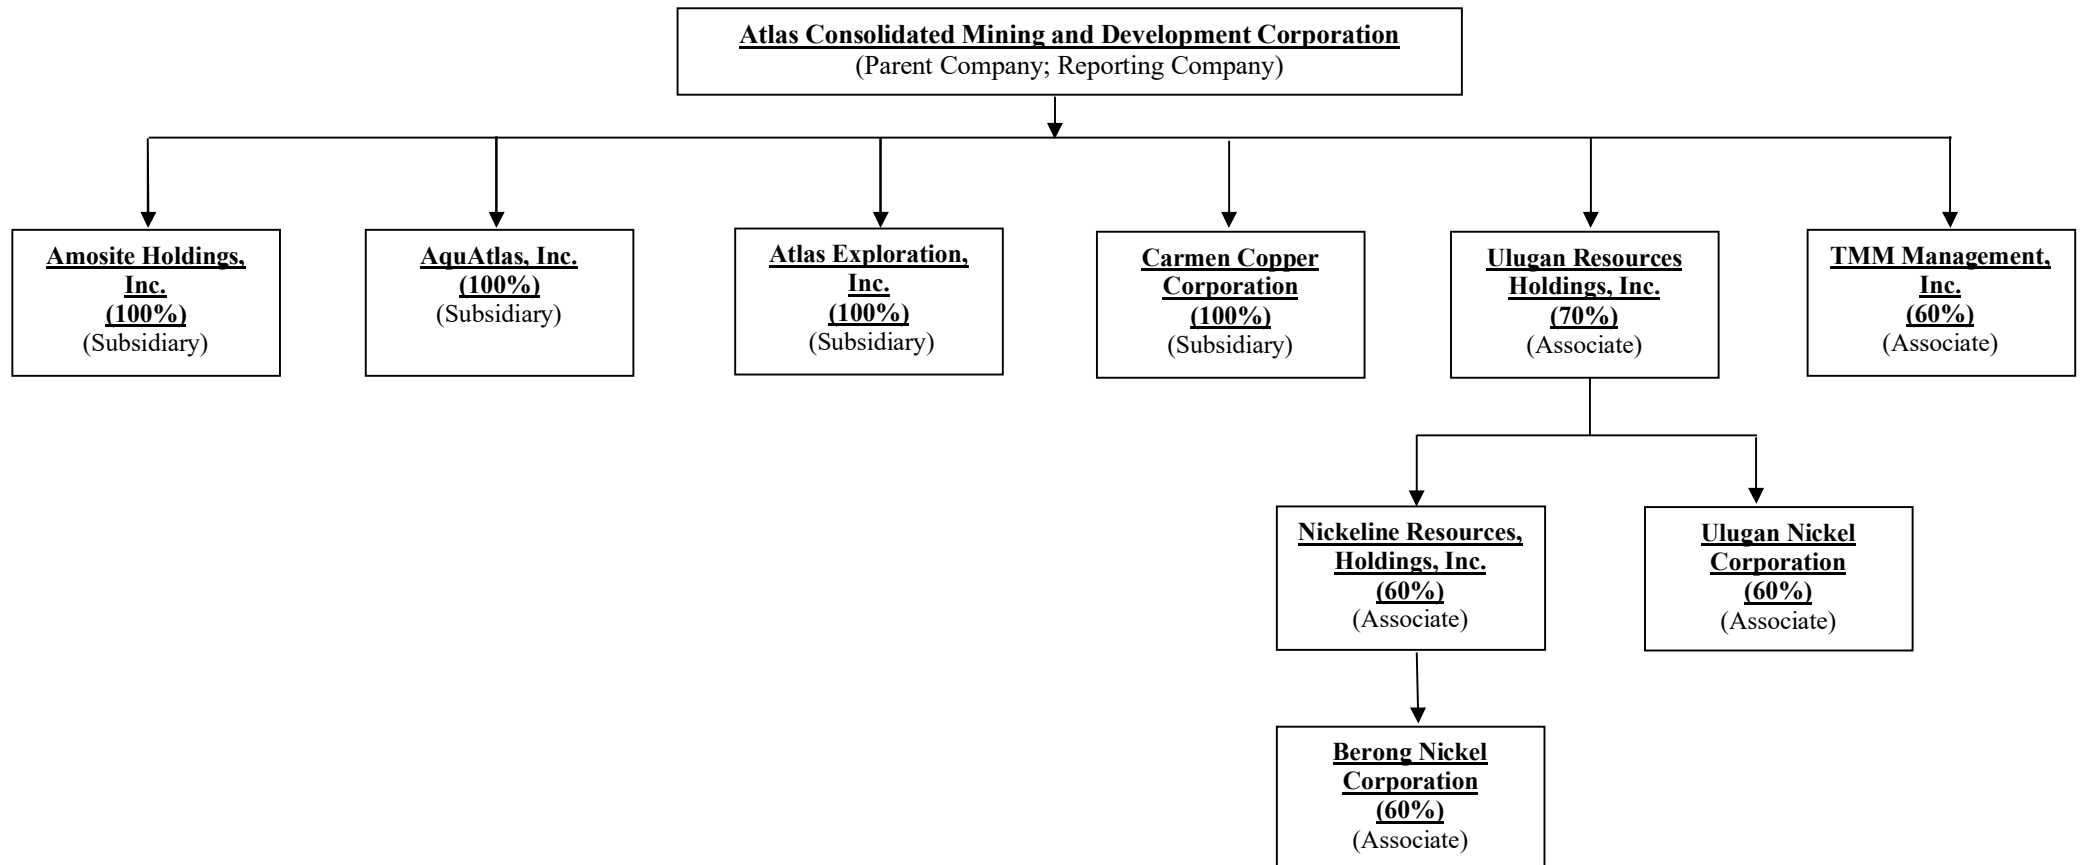 Atlas Consolidated Mining and Development Corporation
(Parent Company; Reporting Company)
Amosite Holdings,
Inc.
(100%)
(Subsidiary)
AquAtlas, Inc.
(100%)
(Subsidiary)
Atlas Exploration,
Inc.
(100%)
(Subsidiary)
Carmen Copper
Corporation
(100%)
(Subsidiary)
Ulugan Resources
Holdings, Inc.
(70%)
(Associate)
TMM Management,
Inc.
(60%)
(Associate)
Nickeline Resources,
Holdings, Inc.
(60%)
(Associate)
Ulugan Nickel
Corporation
(60%)
(Associate)
Berong Nickel
Corporation
(60%)
(Associate)